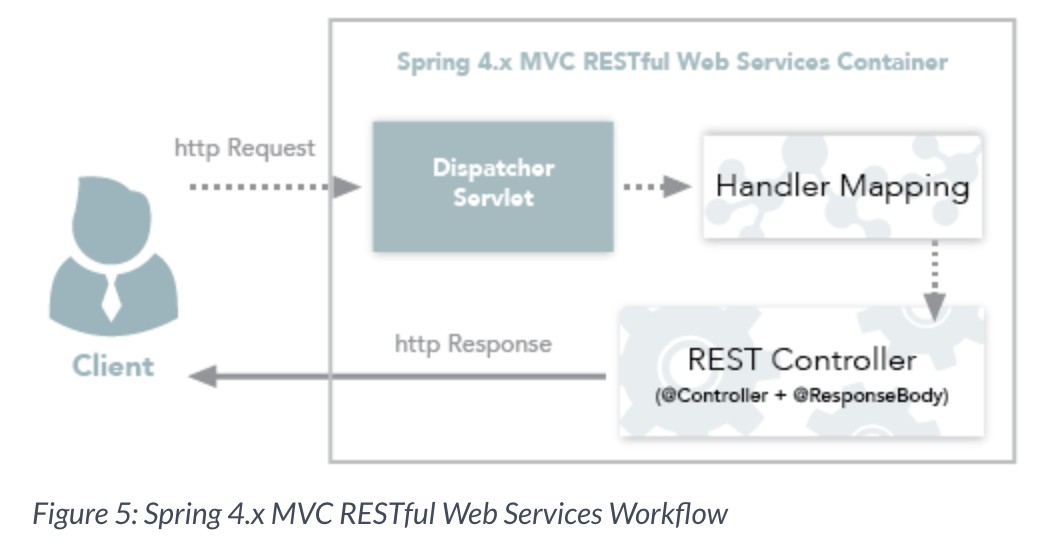 Spring 4.x MVC RESTful Web Services Container
http Request
Dispatcher
Servlet
Handler Mapping
Client
http Response
REST Controller
(@Controller + @ResponseBody)
Figure 5: Spring 4.x MVC RESTful Web Services Workflow